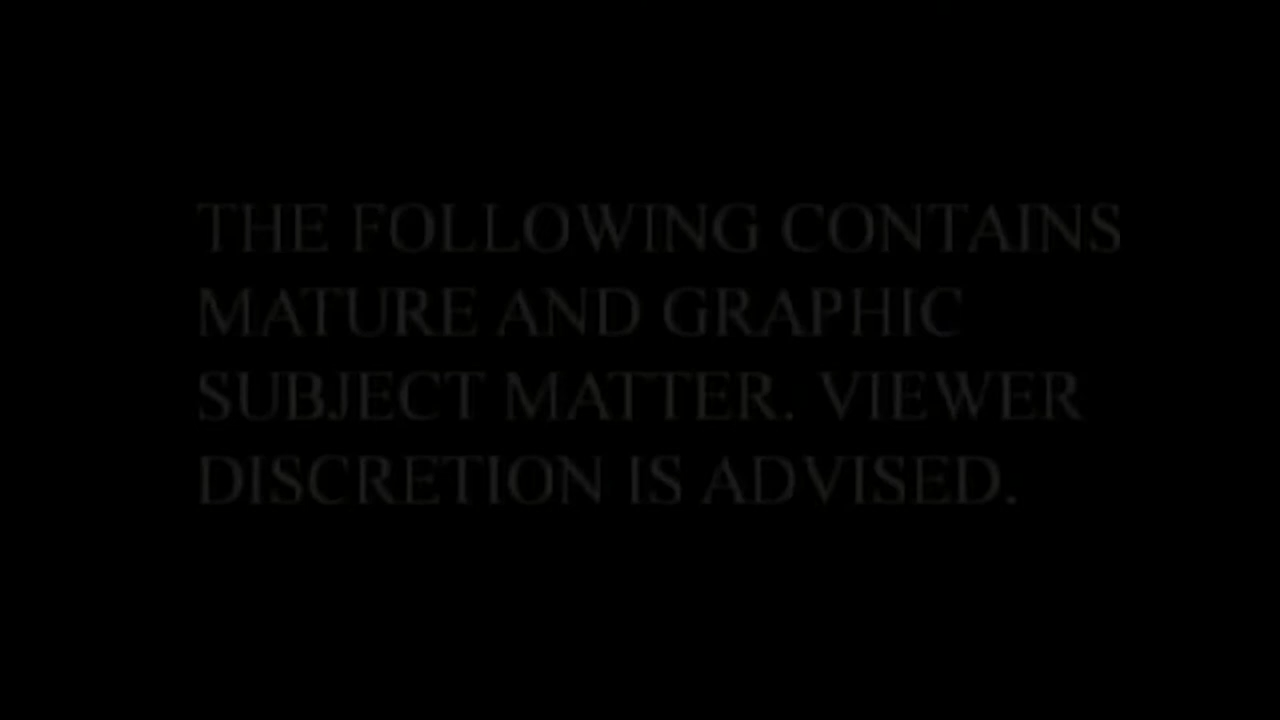 THE FOLLOWING CONTAINS
MATURE AND GRAPHIC
SUBJECT MATTER. VIEWER
DISCRETION IS ADVISED.